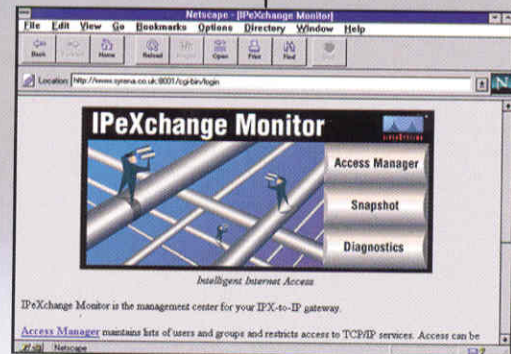 Netscape - [IPeXchange Monitor]
File Edit View Go Bookmarks Options Directory Window Help
Back Home Reload Open Print Find
Location: http://www.syrena.co.uk:8001/cgi-bin/login
IPeXchange Monitor
Access Manager
Snapshot
Diagnostics
Intelligent Internet Access
IPeXchange Monitor is the management center for your IPX-to-IP gateway.
Access Manager maintains lists of users and groups and restricts access to TCP/IP services. Access can be
Netscape